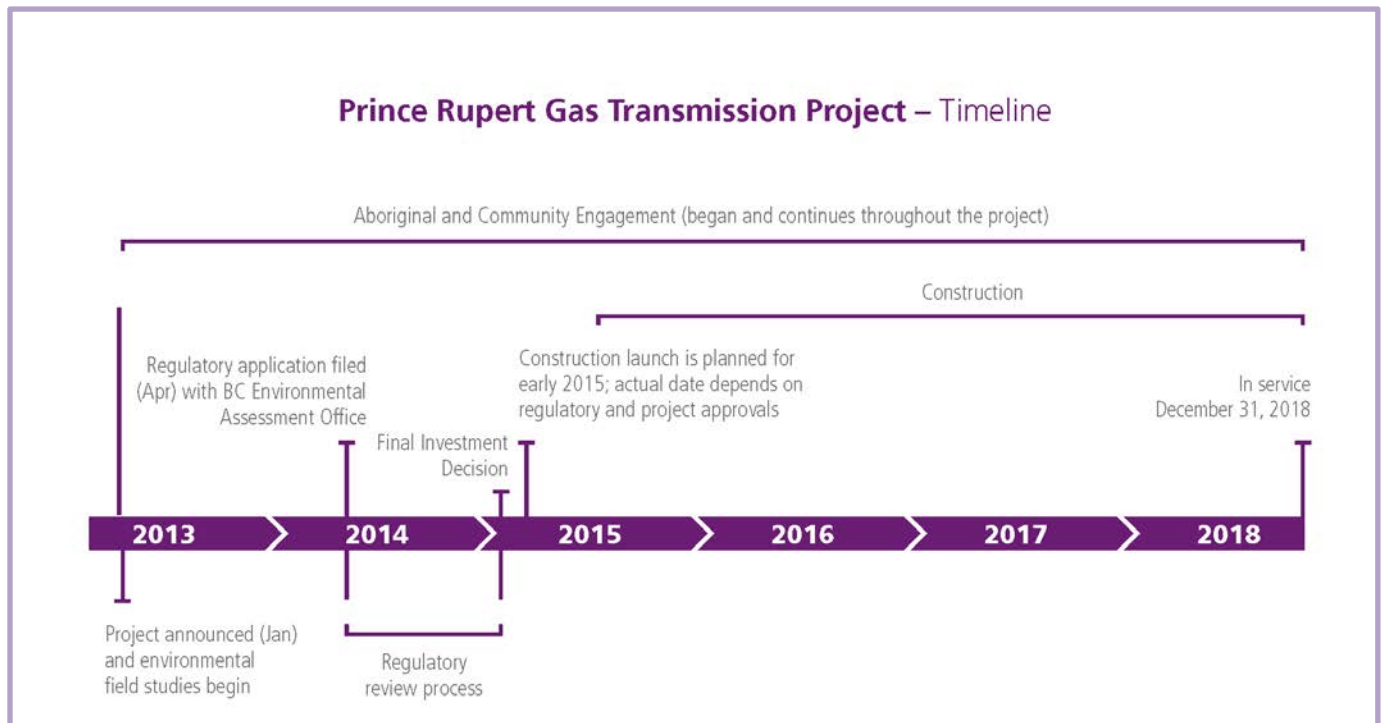 Prince Rupert Gas Transmission Project – Timeline
Aboriginal and Community Engagement (began and continues throughout the project)
Construction
Regulatory application filed
(Apr) with BC Environmental
Assessment Office
Final Investment
Decision
Construction launch is planned for
early 2015; actual date depends on
regulatory and project approvals
In service
December 31, 2018
2013
2014
2015
2016
2017
2018
Project announced (Jan)
and environmental
field studies begin
Regulatory
review process